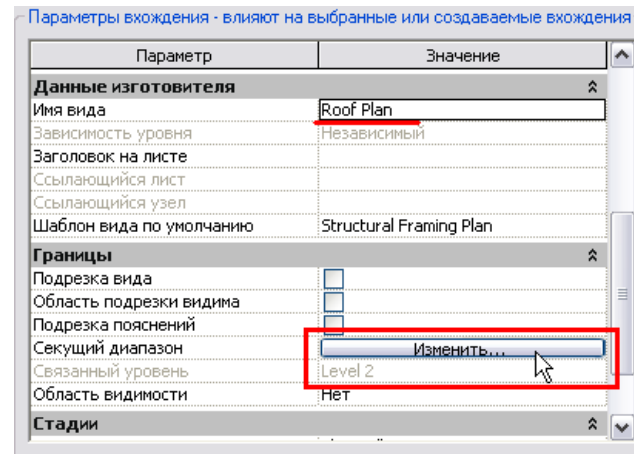 Параметры вхождения - влияют на выбранные или создаваемые вхождения
Параметр Значение
Данные изготовителя
Имя вида Roof Plan
Зависимость уровня Независимый
Заголовок на листе
Ссылающийся лист
Ссылающийся узел
Шаблон вида по умолчанию Structural Framing Plan
Границы
Подрезка вида
Область подрезки видима
Подрезка пояснений
Секущий диапазон Изменить...
Связанный уровень Level 2
Область видимости Нет
Стадии